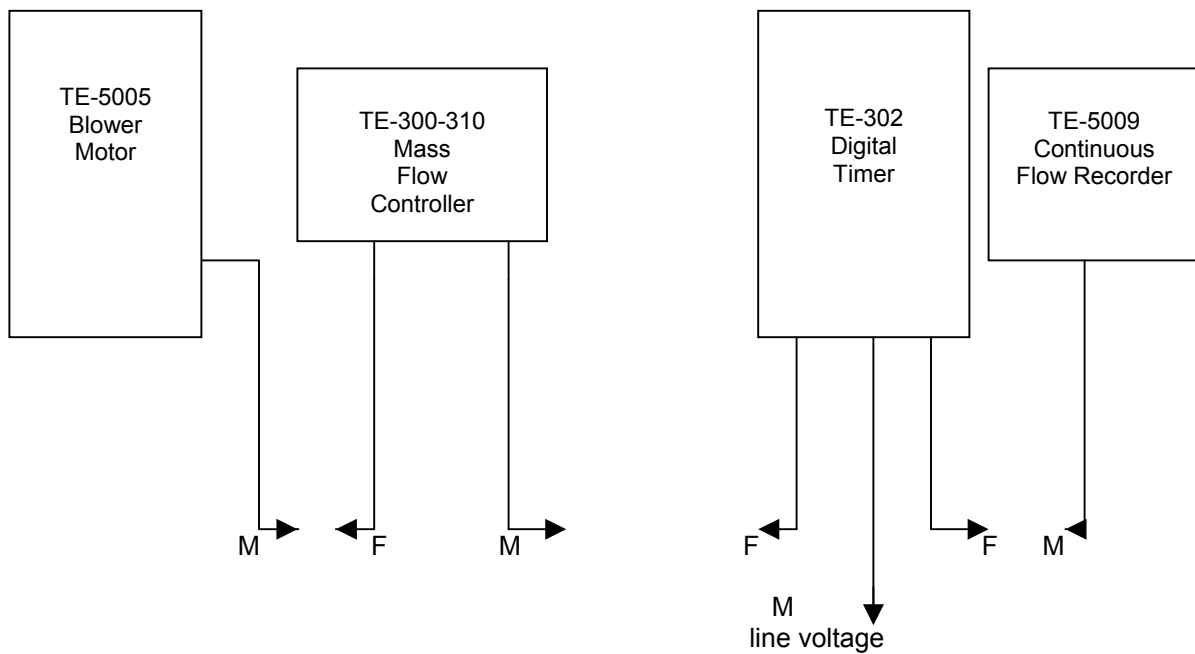 TE-5005
Blower
Motor
TE-300-310
Mass
Flow
Controller
TE-302
Digital
Timer
TE-5009
Continuous
Flow Recorder
M
F
M
F
F
M
M
line voltage